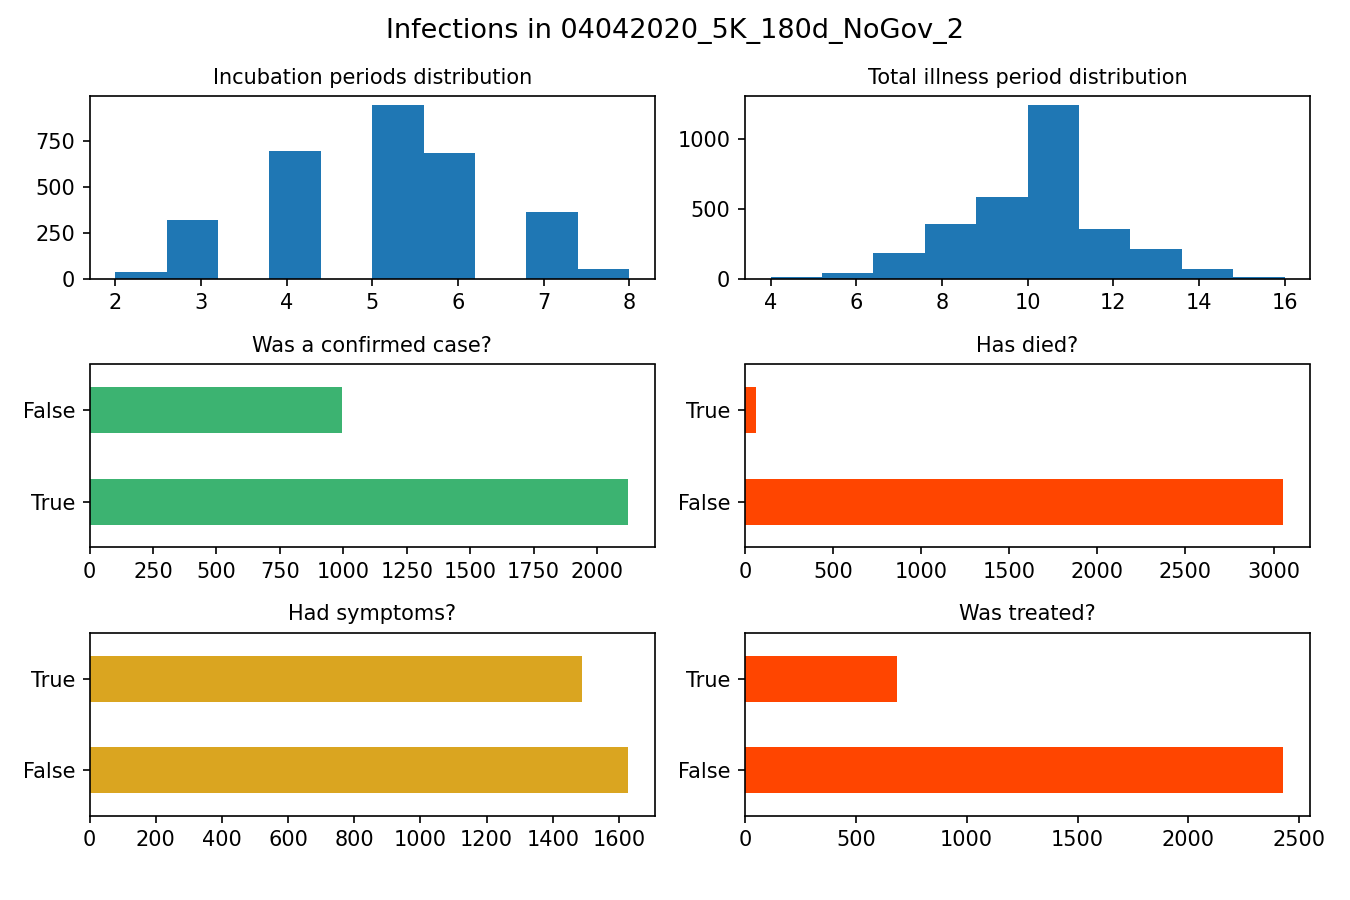 Infections in 04042020_5K_180d_NoGov_2
Incubation periods distribution
750
500
250
0
2 3 4 5 6 7 8
Total illness period distribution
1000
500
0
4 6 8 10 12 14 16
Was a confirmed case?
False
True
0 250 500 750 1000 1250 1500 1750 2000
Has died?
True
False
0 500 1000 1500 2000 2500 3000
Had symptoms?
True
False
0 200 400 600 800 1000 1200 1400 1600
Was treated?
True
False
0 500 1000 1500 2000 2500